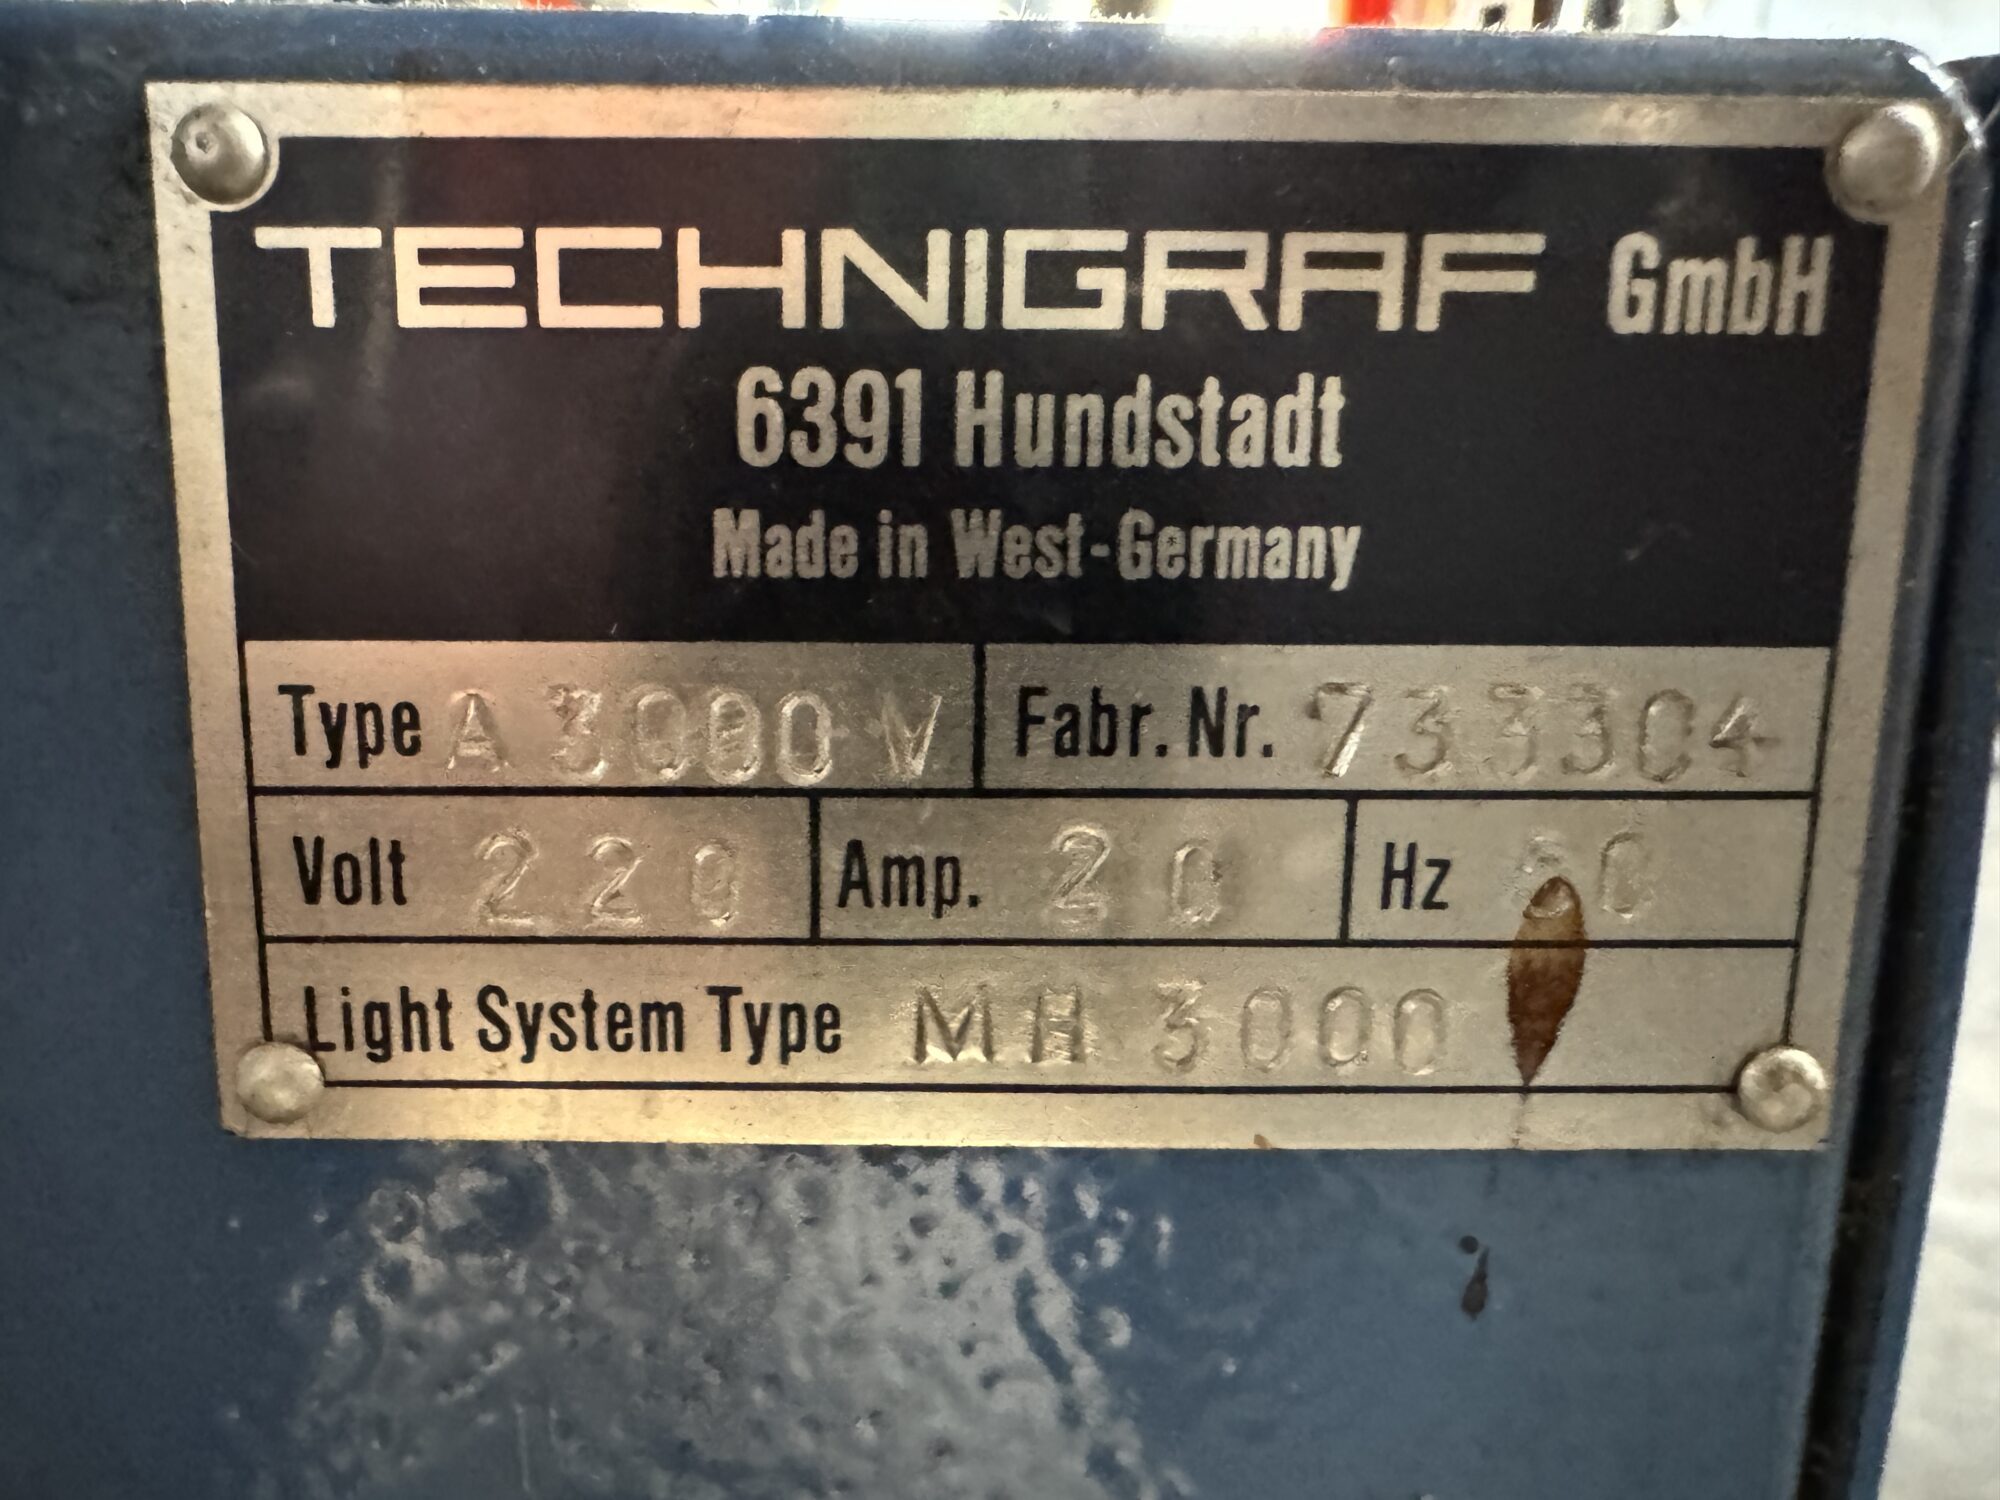 TECHNIGRAF GmbH
6391 Hundstadt
Made in West-Germany
Type A 3000 V Fabr. Nr. 733304
Volt 220 Amp. 20 Hz
Light System Type MH 3000